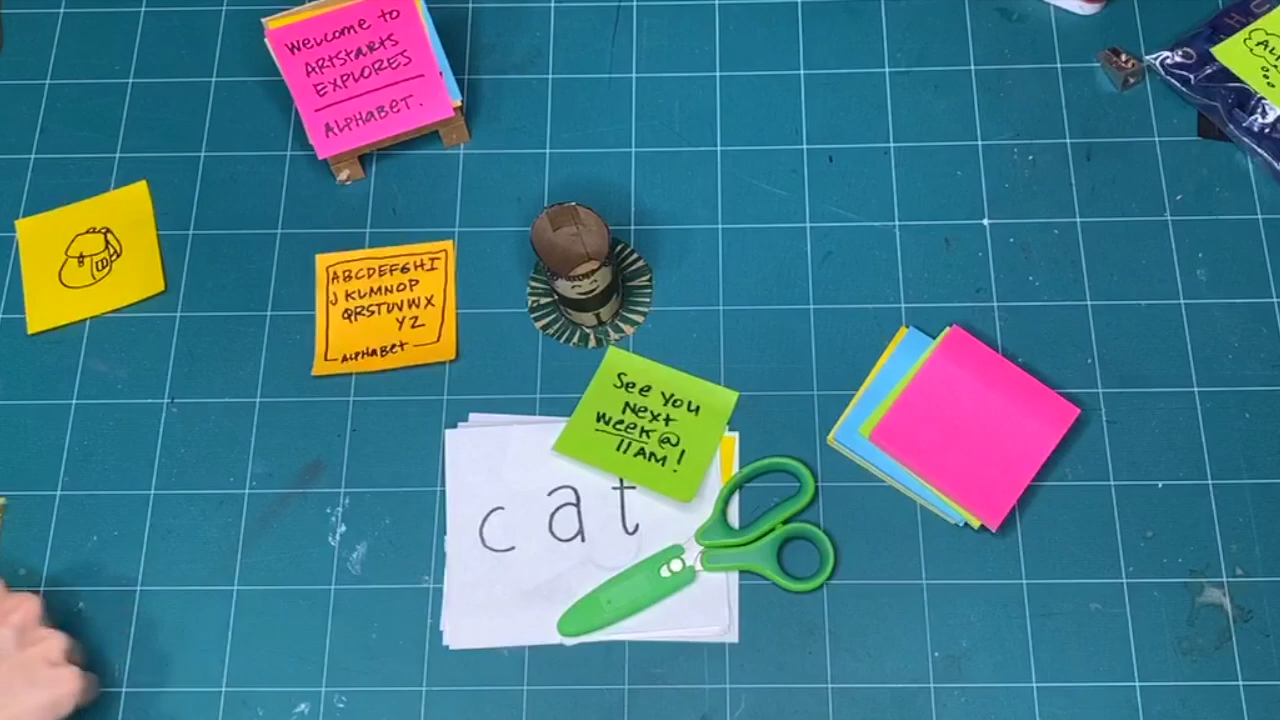 Welcome to
ARtstarts
EXPLORES
ALPHABET.
ABCDEFGHI
JKLMNOP
QRSTUVWX
YZ
ALPHABET
See you
Next
week @
11AM!
cat